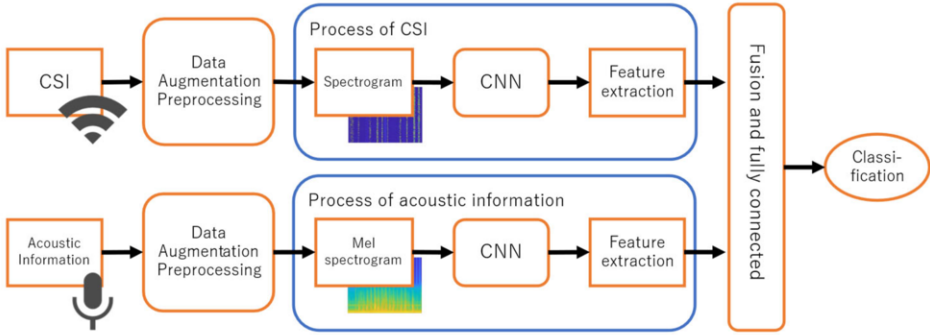 Process of CSI
CSI
Data
Augmentation
Preprocessing
Spectrogram
CNN
Feature
extraction
Process of acoustic information
Acoustic
Information
Data
Augmentation
Preprocessing
Mel
spectrogram
CNN
Feature
extraction
Fusion and fully connected
Classi-
fication